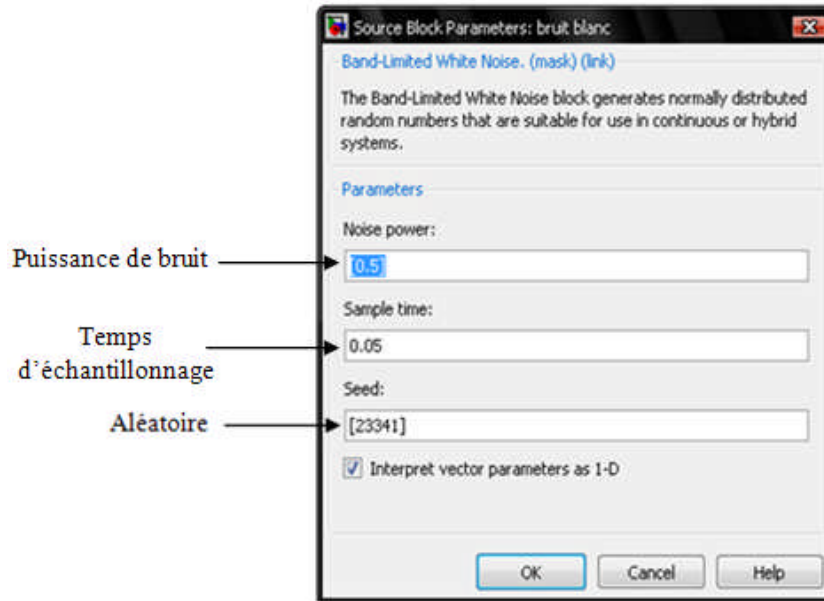 Source Block Parameters: bruit blanc
Band-Limited White Noise. (mask) (link)
The Band-Limited White Noise block generates normally distributed
random numbers that are suitable for use in continuous or hybrid
systems.
Parameters
Noise power:
Puissance de bruit
[0.5]
Sample time:
Temps
d'échantillonnage
0.05
Seed:
Aléatoire
[23341]
Interpret vector parameters as 1-D
OK
Cancel
Help